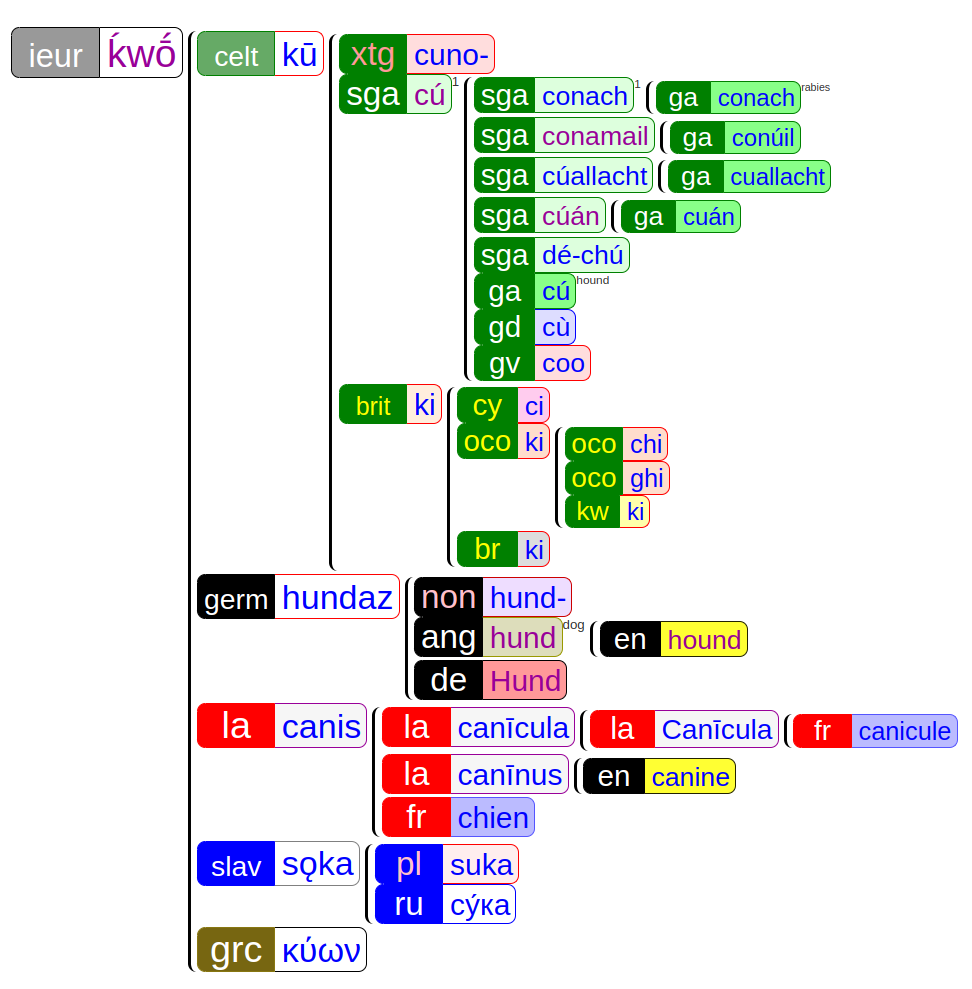 ieur ḱwṓ
celt kū
xtg cuno-
sga cú 1
sga conach 1
ga conach rabies
sga conamail
ga conúil
sga cúallacht
ga cuallacht
sga cúán
ga cuán
sga dé-chú
ga cú hound
gd cù
gv coo
brit ki
cy ci
oco ki
oco chi
oco ghi
kw ki
br ki
germ hundaz
non hund-
ang hund dog
en hound
de Hund
la canis
la canīcula
la Canīcula
fr canicule
la canīnus
en canine
fr chien
slav sǫka
pl suka
ru су́ка
grc κύων